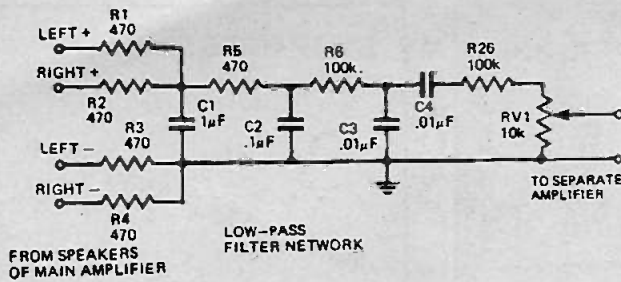 R1
470
LEFT +
RIGHT +
R2
470
R3
470
LEFT –
RIGHT –
R4
470
FROM SPEAKERS
OF MAIN AMPLIFIER
C1
1µF
R5
470
C2
.1µF
R6
100k.
C3
.01µF
C4
.01µF
R26
100k
RV1
10k
TO SEPARATE
AMPLIFIER
LOW–PASS
FILTER NETWORK